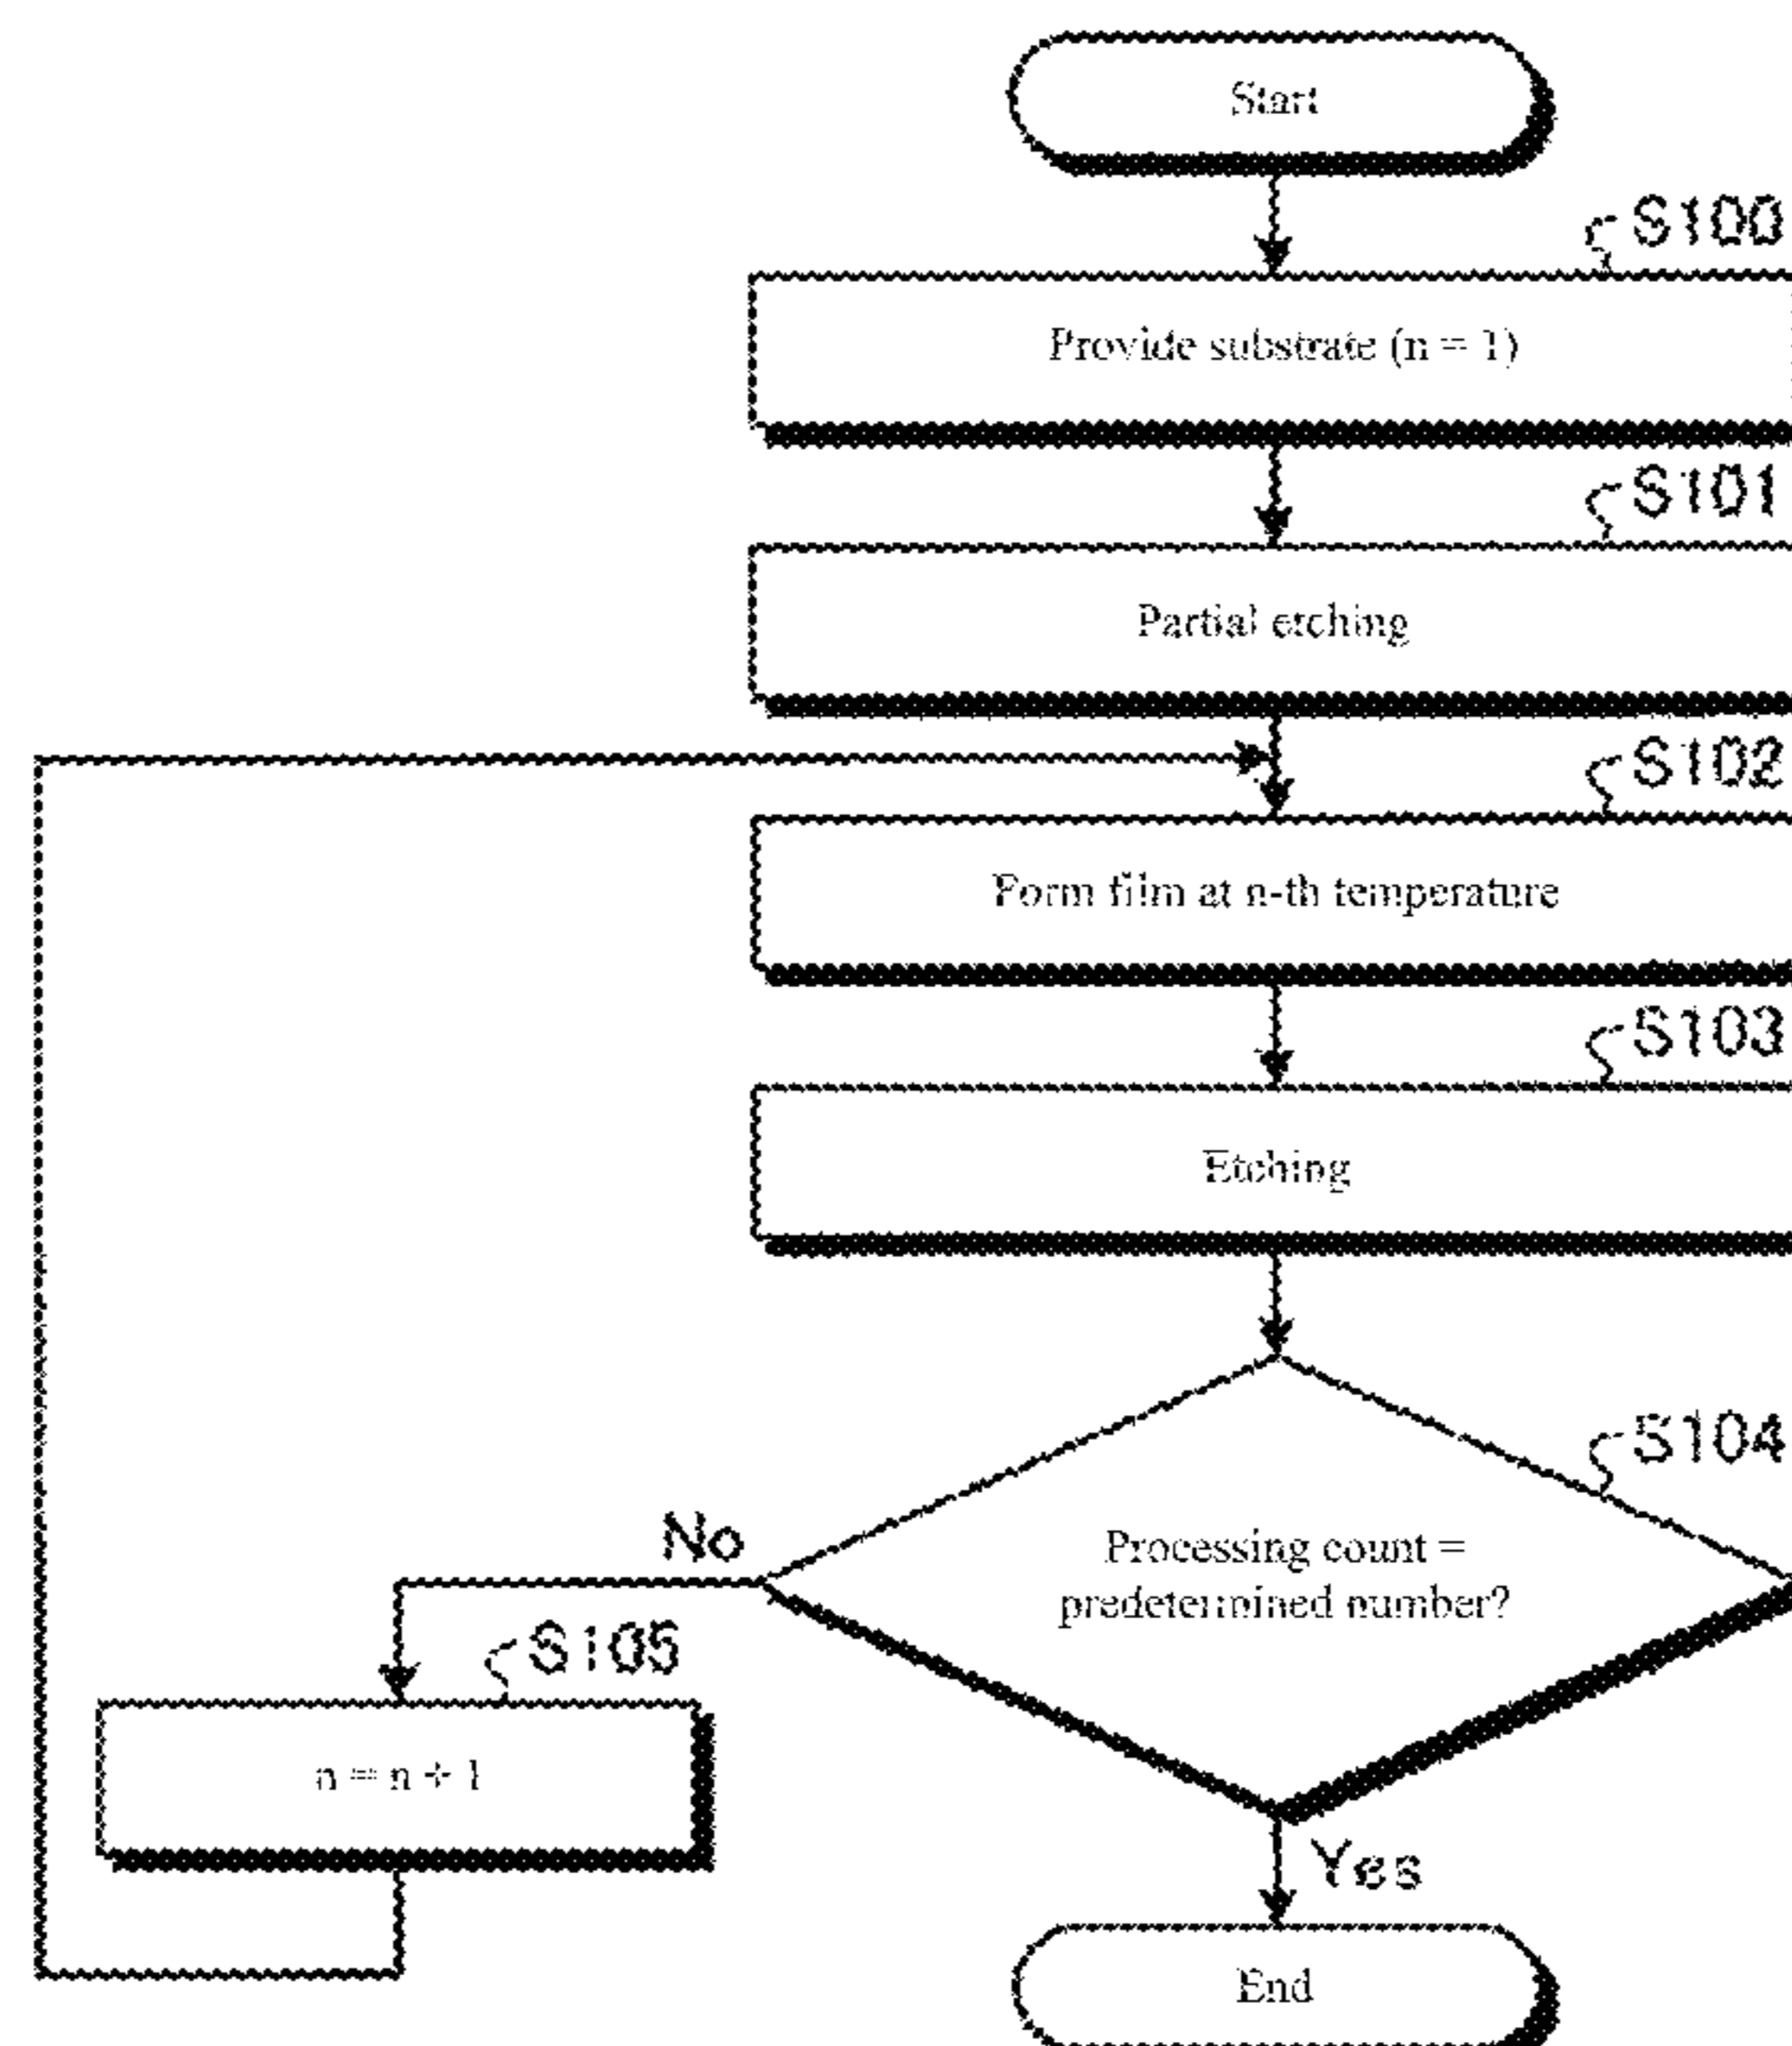 Start
S100
Provide substrate (n = 1)
S101
Partial etching
S102
Form film at n-th temperature
S103
Etching
S104
Processing count =
predetermined number?
No
S105
n = n + 1
Yes
End